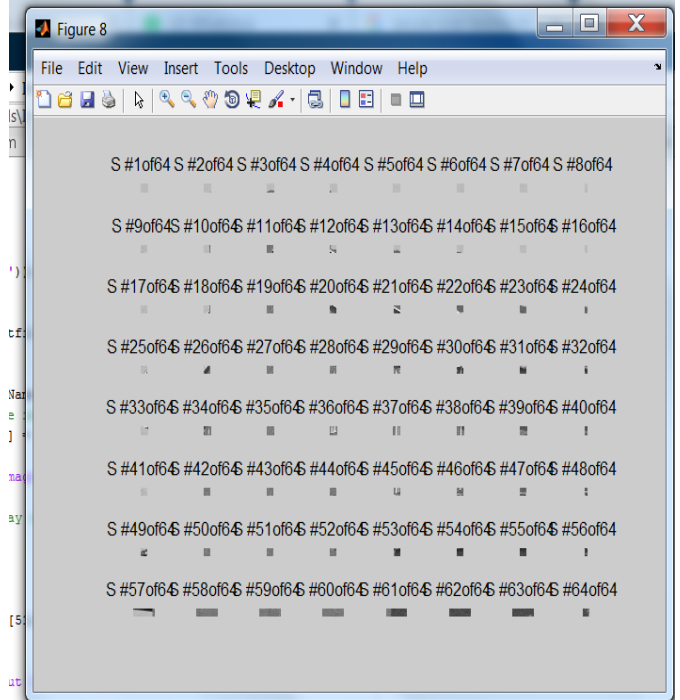 Figure 8
File Edit View Insert Tools Desktop Window Help
S #1of64 S #2of64 S #3of64 S #4of64 S #5of64 S #6of64 S #7of64 S #8of64
S #9of64S #10of64S #11of64S #12of64S #13of64S #14of64S #15of64S #16of64
S #17of64S #18of64S #19of64S #20of64S #21of64S #22of64S #23of64S #24of64
S #25of64S #26of64S #27of64S #28of64S #29of64S #30of64S #31of64S #32of64
S #33of64S #34of64S #35of64S #36of64S #37of64S #38of64S #39of64S #40of64
S #41of64S #42of64S #43of64S #44of64S #45of64S #46of64S #47of64S #48of64
S #49of64S #50of64S #51of64S #52of64S #53of64S #54of64S #55of64S #56of64
S #57of64S #58of64S #59of64S #60of64S #61of64S #62of64S #63of64S #64of64